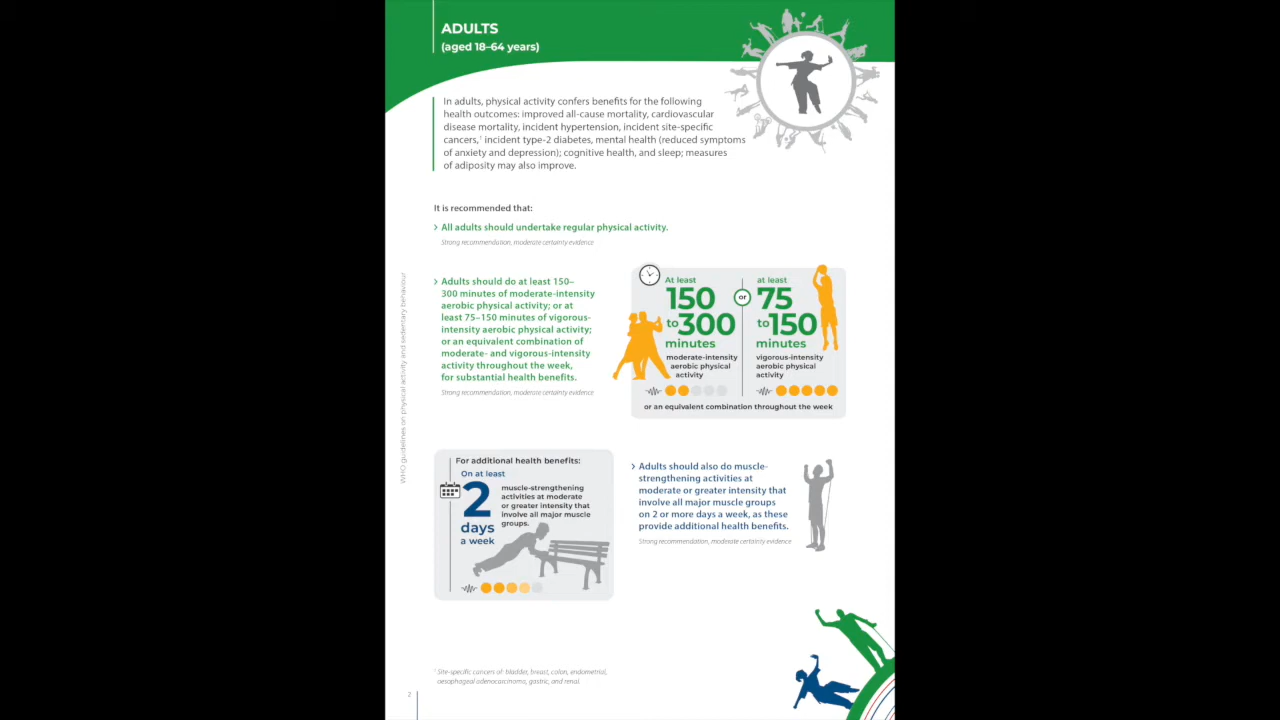 ADULTS
(aged 18–64 years)
In adults, physical activity confers benefits for the following
health outcomes: improved all-cause mortality, cardiovascular
disease mortality, incident hypertension, incident site-specific
cancers,¹ incident type-2 diabetes, mental health (reduced symptoms
of anxiety and depression); cognitive health, and sleep; measures
of adiposity may also improve.
It is recommended that:
> All adults should undertake regular physical activity.
Strong recommendation, moderate certainty evidence
> Adults should do at least 150–
300 minutes of moderate-intensity
aerobic physical activity; or at
least 75–150 minutes of vigorous-
intensity aerobic physical activity;
or an equivalent combination of
moderate- and vigorous-intensity
activity throughout the week,
for substantial health benefits.
Strong recommendation, moderate certainty evidence
At least
150
to 300
minutes
moderate-intensity
aerobic physical
activity
or
at least
75
to 150
minutes
vigorous-intensity
aerobic physical
activity
or an equivalent combination throughout the week
For additional health benefits:
On at least
2
days
a week
muscle-strengthening
activities at moderate
or greater intensity that
involve all major muscle
groups.
> Adults should also do muscle-
strengthening activities at
moderate or greater intensity that
involve all major muscle groups
on 2 or more days a week, as these
provide additional health benefits.
Strong recommendation, moderate certainty evidence
¹ Site-specific cancers of: bladder, breast, colon, endometrial,
oesophageal adenocarcinoma, gastric, and renal.
WHO guidelines on physical activity and sedentary behaviour
2